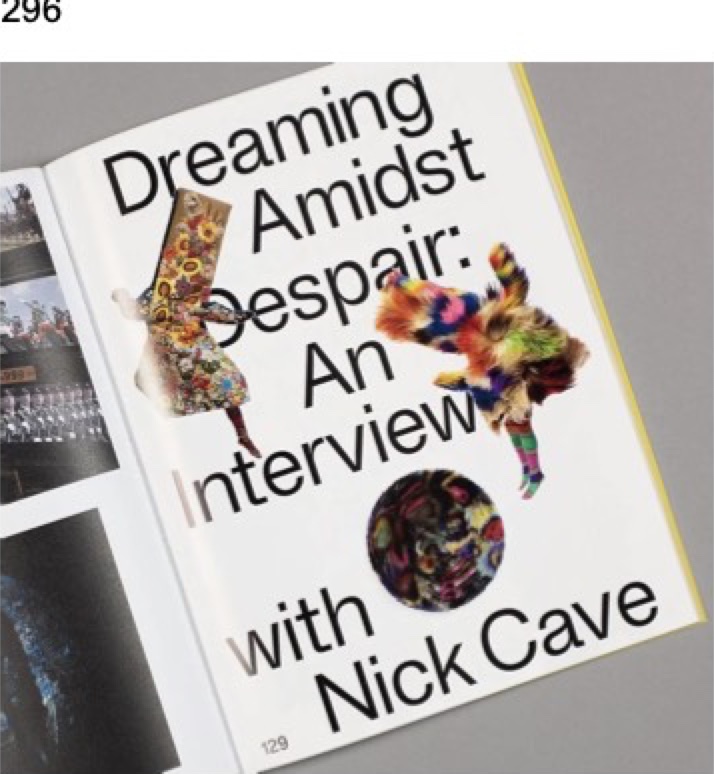 296
Dreaming
Amidst
Despair:
An
Interview
with
Nick Cave
129